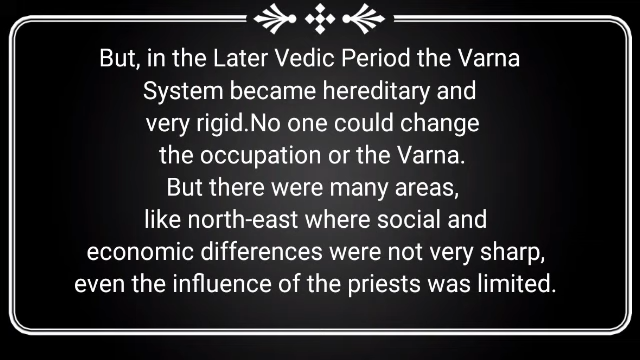 But, in the Later Vedic Period the Varna
System became hereditary and
very rigid.No one could change
the occupation or the Varna.
But there were many areas,
like north-east where social and
economic differences were not very sharp,
even the influence of the priests was limited.